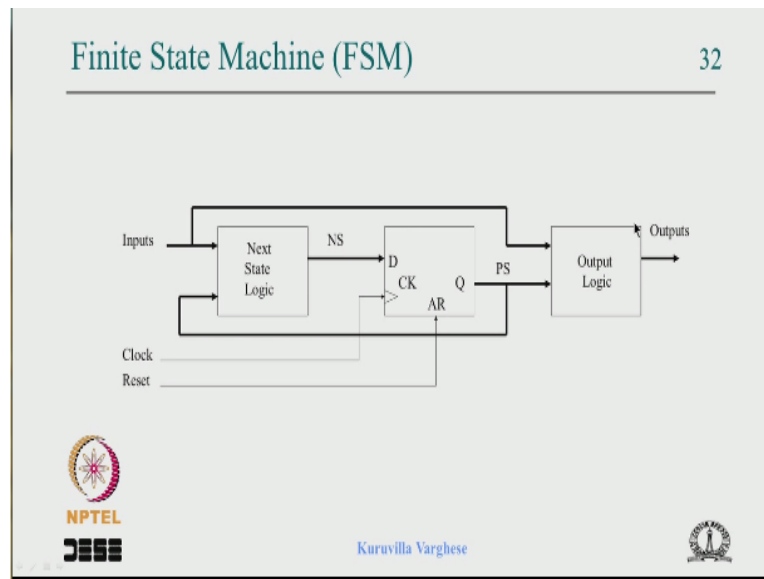 Finite State Machine (FSM)
32
Inputs
Next
State
Logic
NS
D
CK
Q
AR
PS
Output
Logic
Outputs
Clock
Reset
NPTEL
DESE
Kuruvilla Varghese